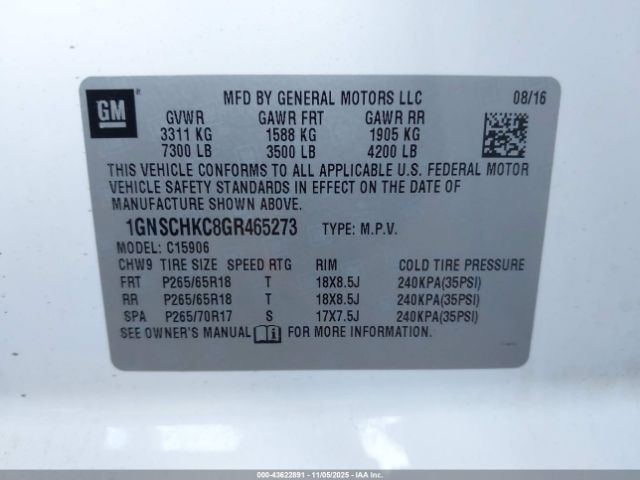 GM
MFD BY GENERAL MOTORS LLC 08/16
GVWR GAWR FRT GAWR RR
3311 KG 1588 KG 1905 KG
7300 LB 3500 LB 4200 LB
THIS VEHICLE CONFORMS TO ALL APPLICABLE U.S. FEDERAL MOTOR
VEHICLE SAFETY STANDARDS IN EFFECT ON THE DATE OF
MANUFACTURE SHOWN ABOVE.
1GNSCHKC8GR465273 TYPE: M.P.V.
MODEL: C15906
CHW9 TIRE SIZE SPEED RTG RIM COLD TIRE PRESSURE
FRT P265/65R18 T 18X8.5J 240KPA(35PSI)
RR P265/65R18 T 18X8.5J 240KPA(35PSI)
SPA P265/70R17 S 17X7.5J 240KPA(35PSI)
SEE OWNER'S MANUAL i FOR MORE INFORMATION.
000-43622891 - 11/05/2025 - IAAI.com